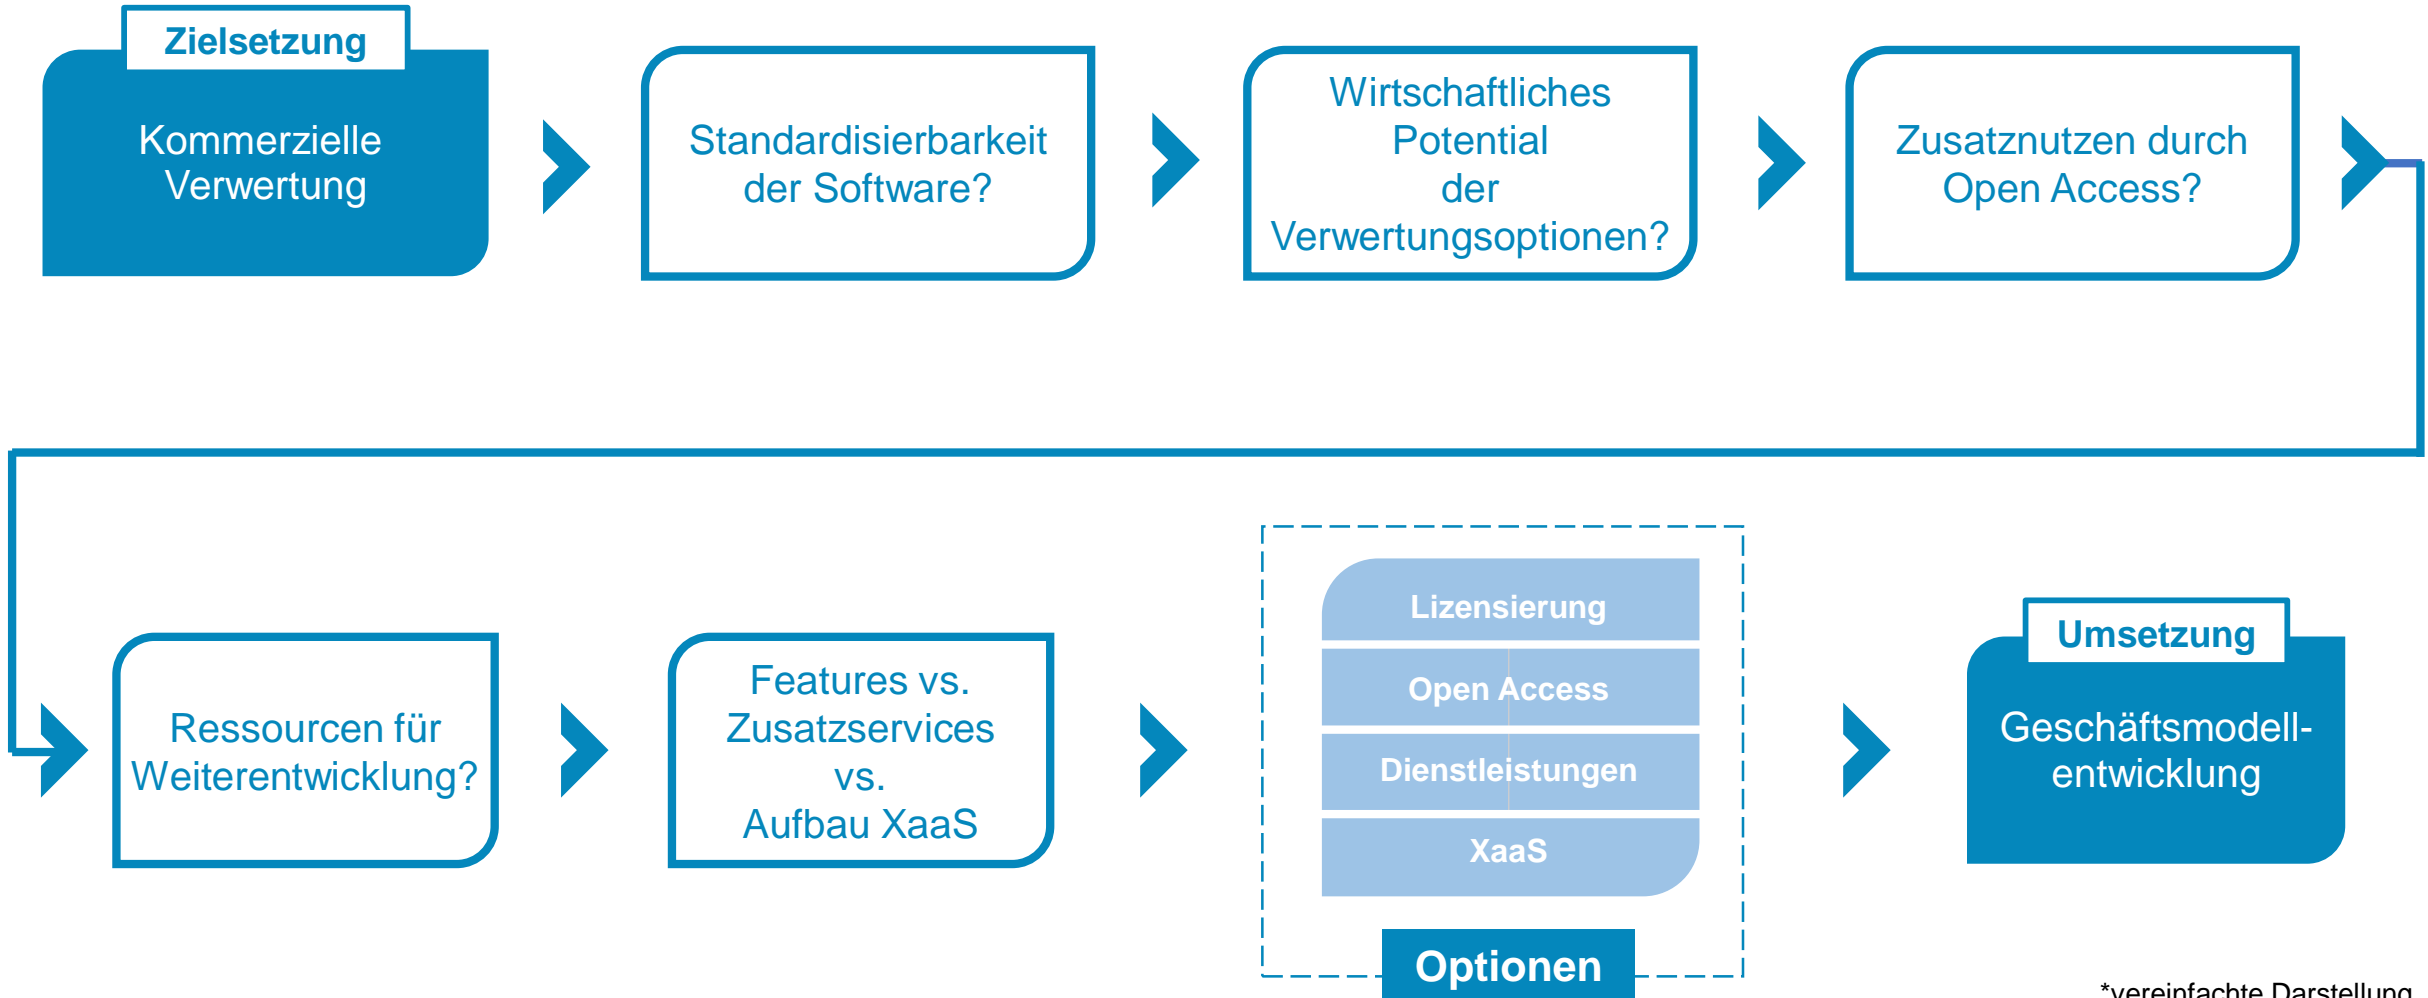 Zielsetzung
Kommerzielle
Verwertung
Standardisierbarkeit
der Software?
Wirtschaftliches
Potential
der
Verwertungsoptionen?
Zusatznutzen durch
Open Access?
Ressourcen für
Weiterentwicklung?
Features vs.
Zusatzservices
vs.
Aufbau XaaS
Lizensierung
Open Access
Dienstleistungen
XaaS
Optionen
Umsetzung
Geschäftsmodell-
entwicklung
*vereinfachte Darstellung